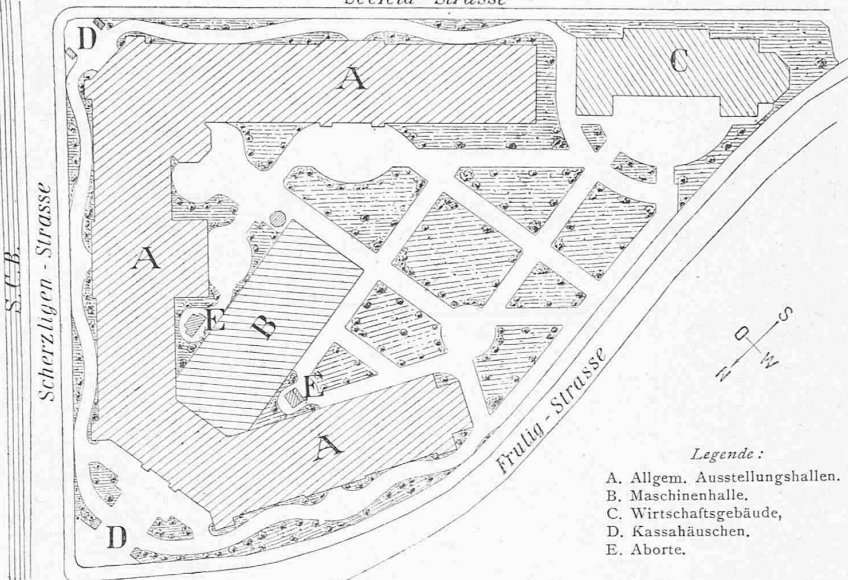 Seefeld - Strasse
D
A
C
Scherzligen - Strasse
S.C.B.
A
E
B
E
A
D
Frutig - Strasse
S
O
W
N
Legende :
A. Allgem. Ausstellungshallen.
B. Maschinenhalle.
C. Wirtschaftsgebäude,
D. Kassahäuschen.
E. Aborte.